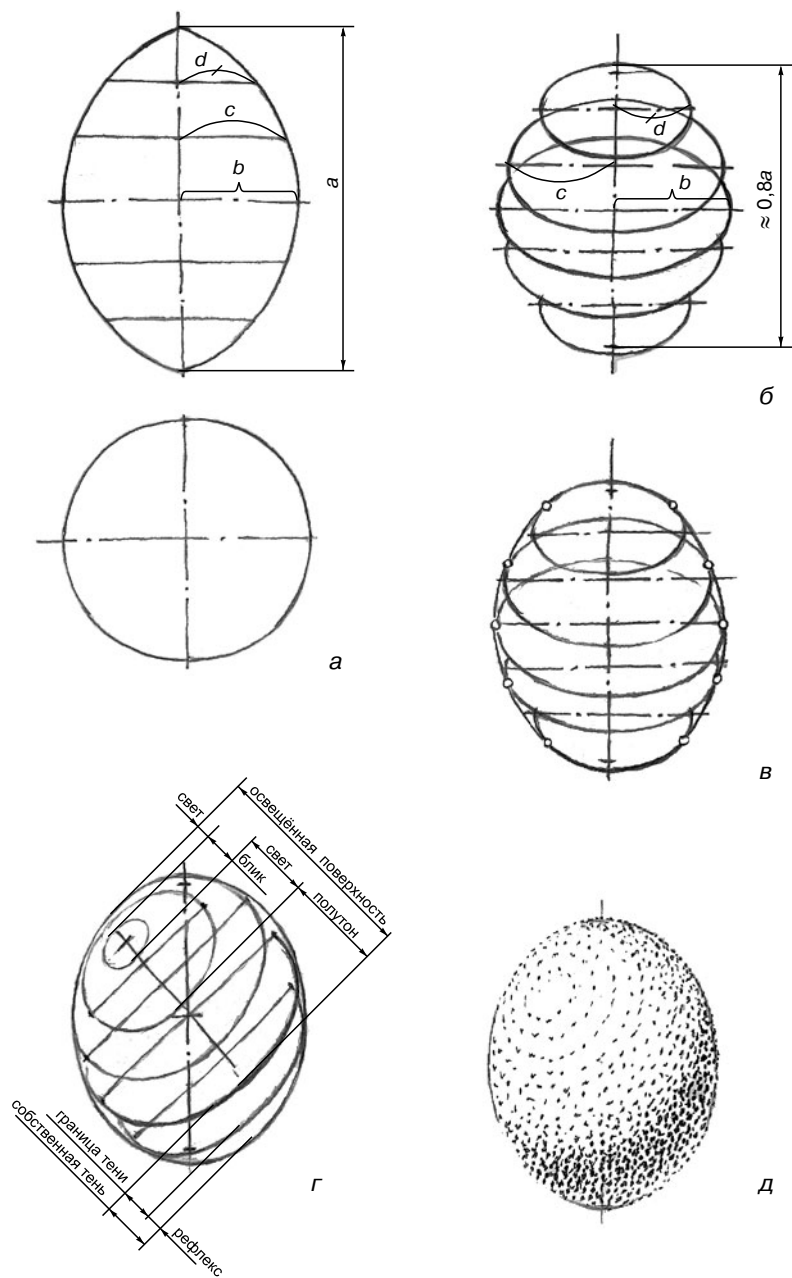 d
c
b
a
d
c
b
≈ 0,8a
б
а
в
свет
блик
освещённая поверхность
свет
полутон
собственная тень
граница тени
рефлекс
г
д